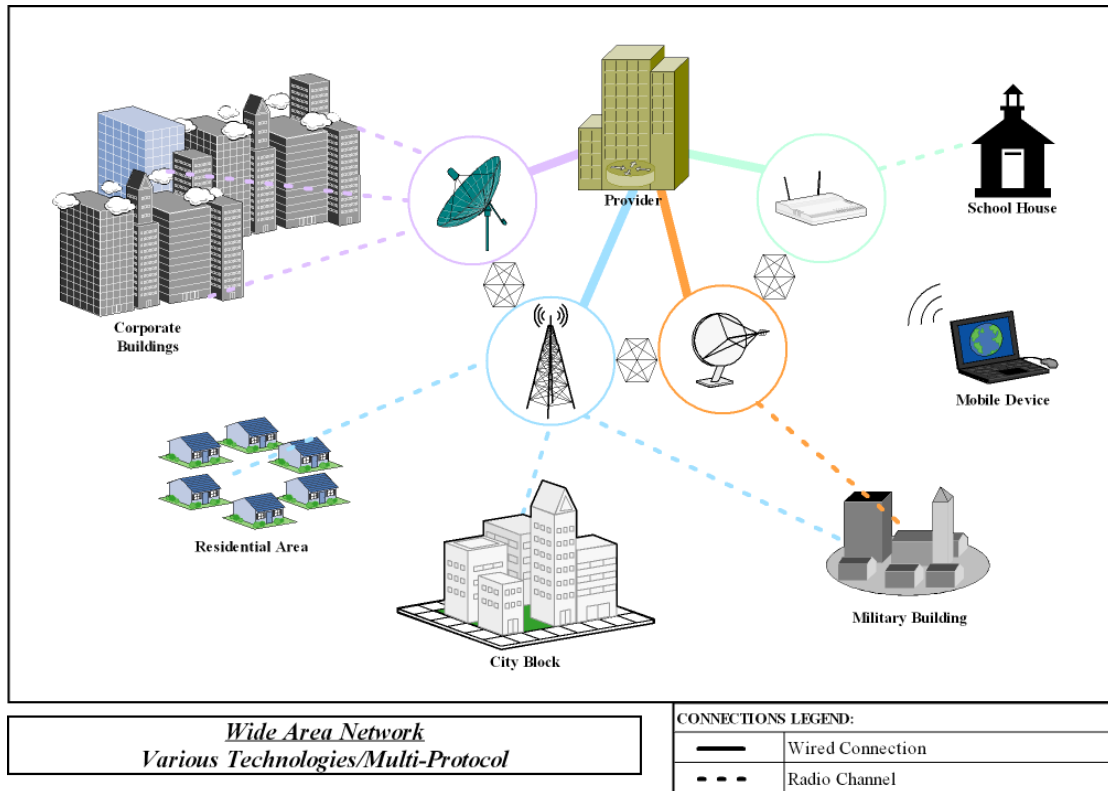 Provider
School House
Corporate
Buildings
Mobile Device
Residential Area
Military Building
City Block
Wide Area Network
Various Technologies/Multi-Protocol
CONNECTIONS LEGEND:
Wired Connection
Radio Channel